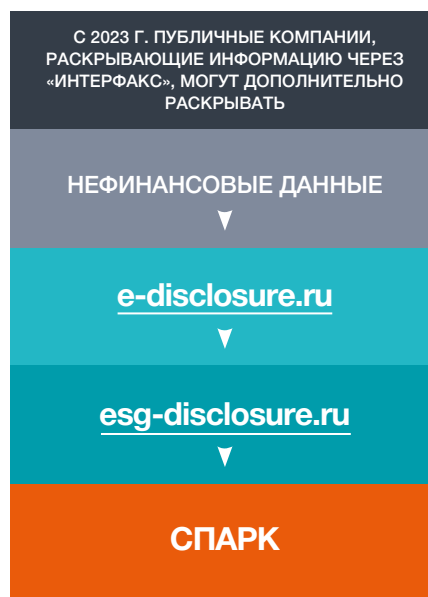 С 2023 Г. ПУБЛИЧНЫЕ КОМПАНИИ,
РАСКРЫВАЮЩИЕ ИНФОРМАЦИЮ ЧЕРЕЗ
«ИНТЕРФАКС», МОГУТ ДОПОЛНИТЕЛЬНО
РАСКРЫВАТЬ
НЕФИНАНСОВЫЕ ДАННЫЕ
e-disclosure.ru
esg-disclosure.ru
СПАРК